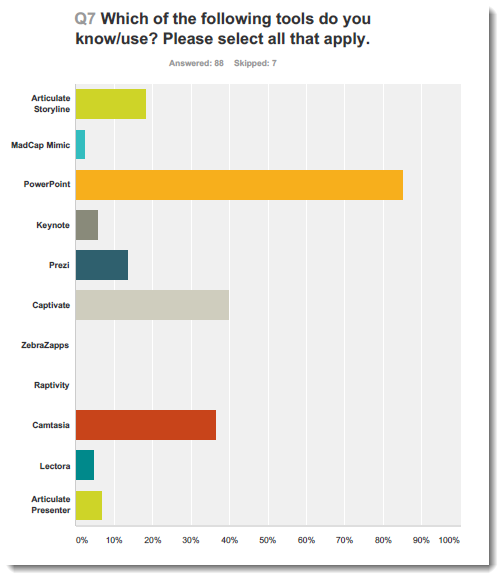 Q7 Which of the following tools do you
know/use? Please select all that apply.
Answered: 88 Skipped: 7
Articulate
Storyline
MadCap Mimic
PowerPoint
Keynote
Prezi
Captivate
ZebraZapps
Raptivity
Camtasia
Lectora
Articulate
Presenter
0% 10% 20% 30% 40% 50% 60% 70% 80% 90% 100%